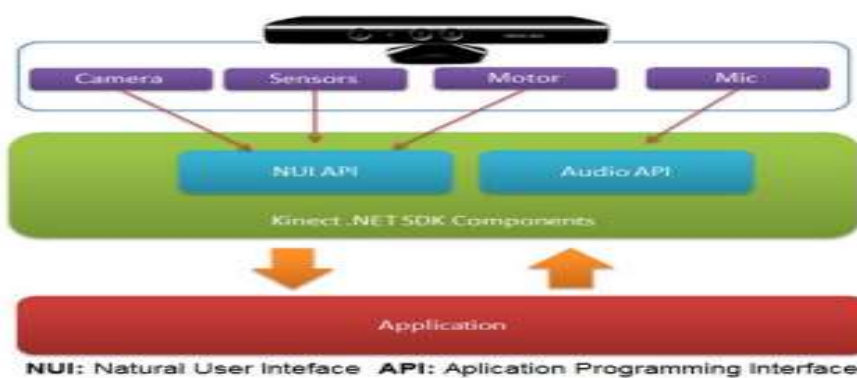 Camera Sensors Motor Mic
NUI API Audio API
Kinect .NET SDK Components
Application
NUI: Natural User Inteface API: Aplication Programming Interface